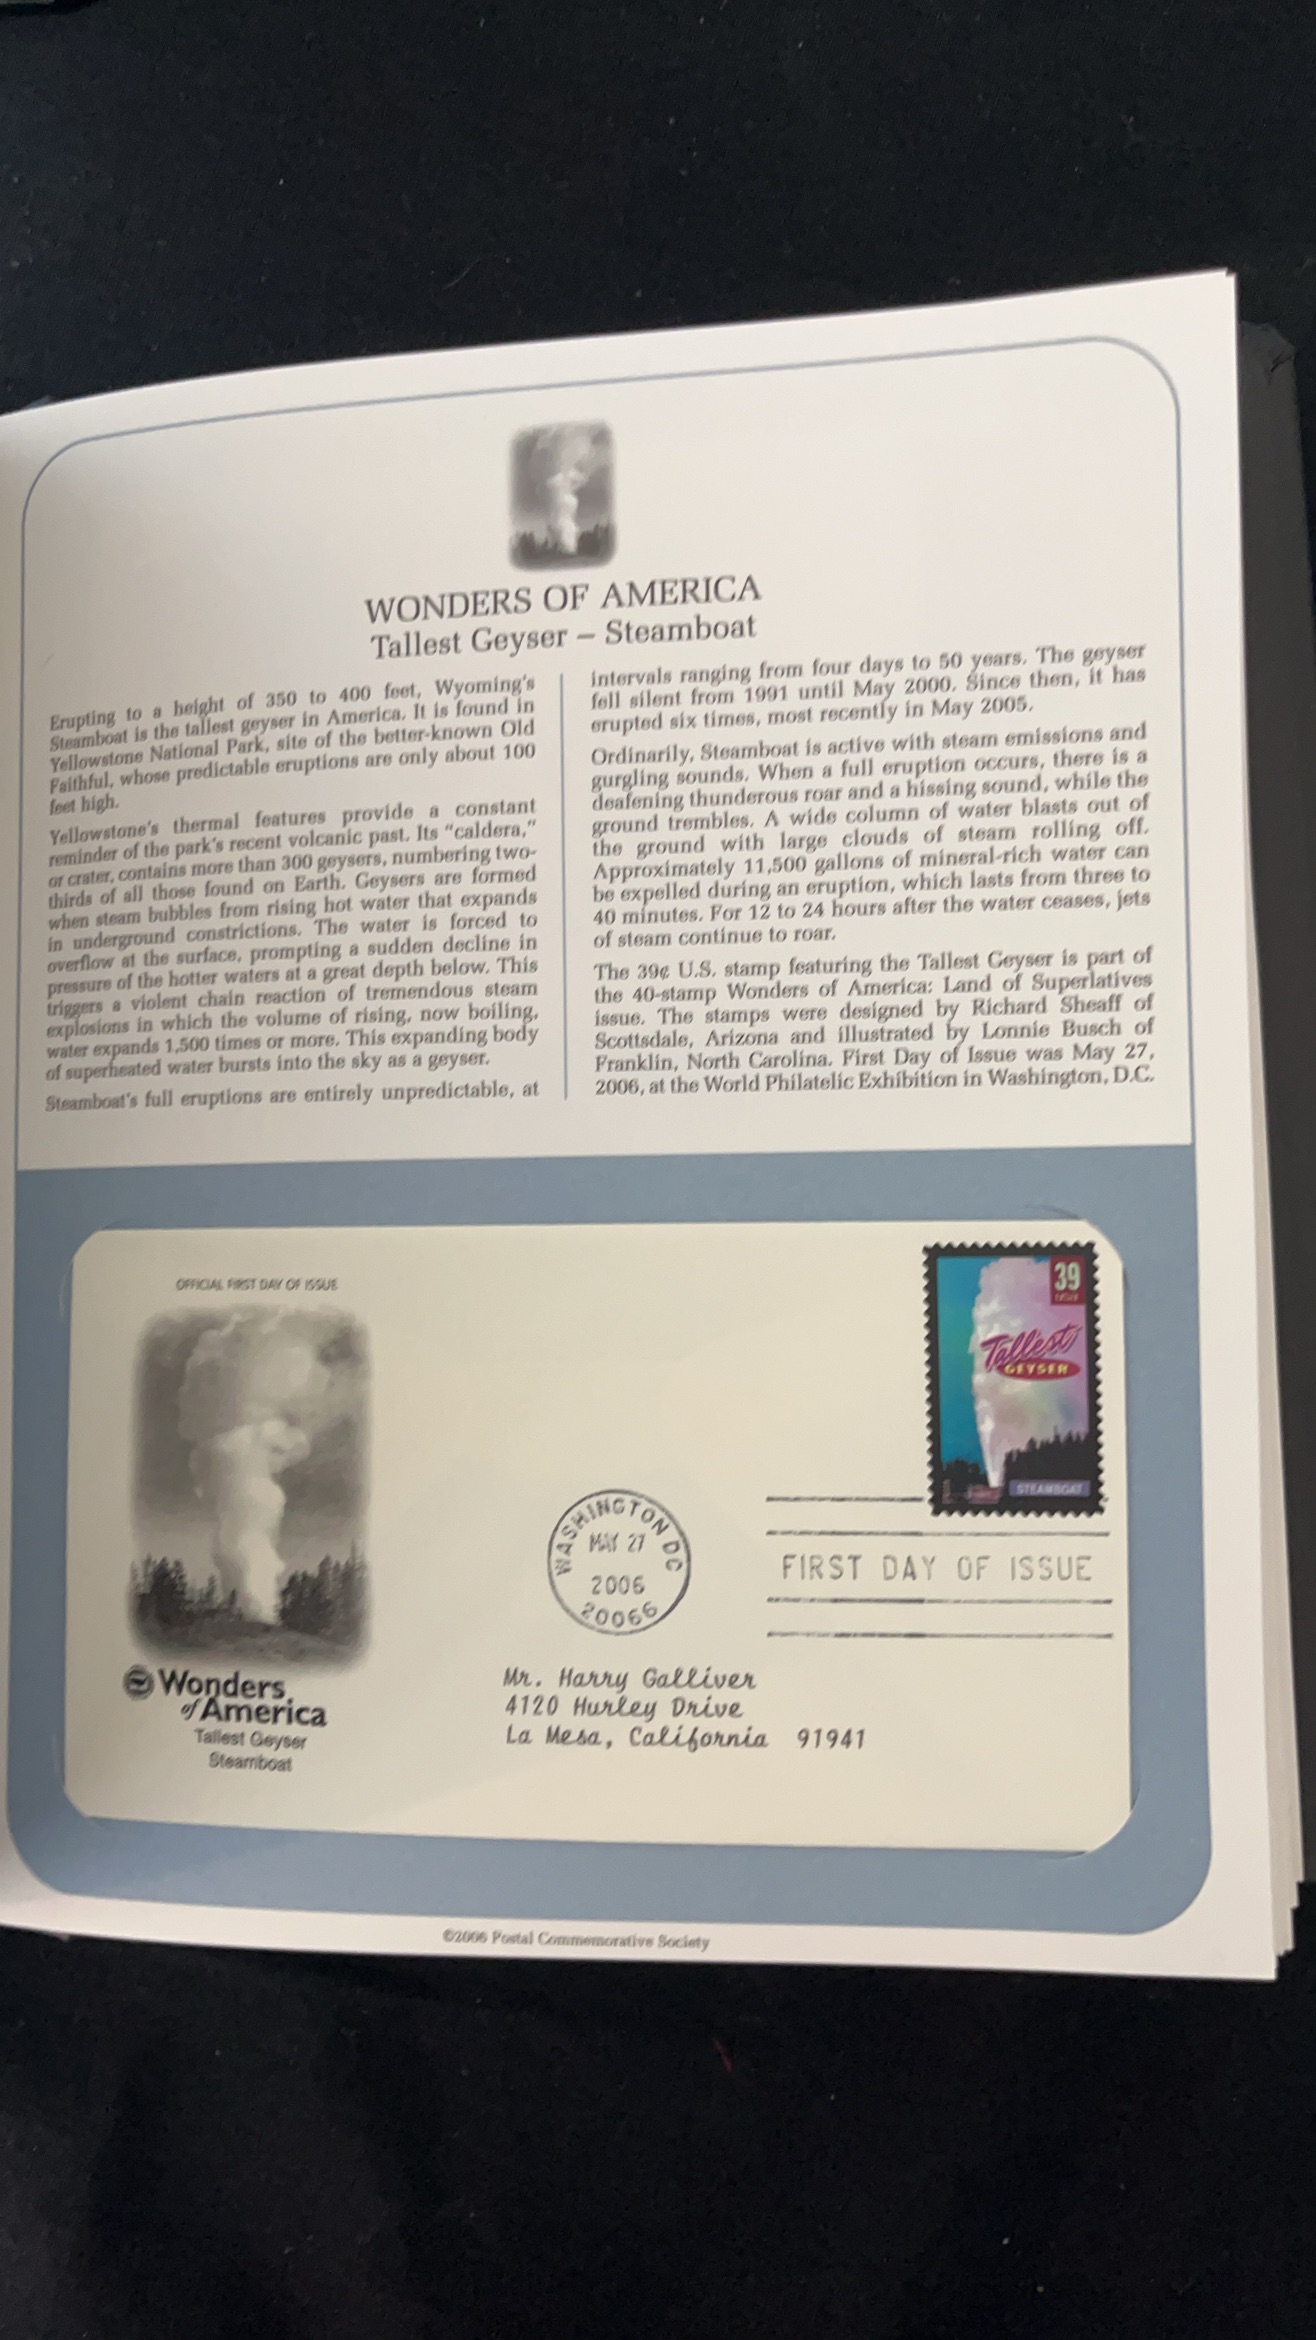 WONDERS OF AMERICA
Tallest Geyser – Steamboat
Erupting to a height of 350 to 400 feet, Wyoming's
Steamboat is the tallest geyser in America. It is found in
Yellowstone National Park, site of the better-known Old
Faithful, whose predictable eruptions are only about 100
feet high.
Yellowstone's thermal features provide a constant
reminder of the park's recent volcanic past. Its "caldera,"
or crater, contains more than 300 geysers, numbering two-
thirds of all those found on Earth. Geysers are formed
when steam bubbles from rising hot water that expands
in underground constrictions. The water is forced to
overflow at the surface, prompting a sudden decline in
pressure of the hotter waters at a great depth below. This
triggers a violent chain reaction of tremendous steam
explosions in which the volume of rising, now boiling,
water expands 1,500 times or more. This expanding body
of superheated water bursts into the sky as a geyser.
Steamboat's full eruptions are entirely unpredictable, at
intervals ranging from four days to 50 years. The geyser
fell silent from 1991 until May 2000. Since then, it has
erupted six times, most recently in May 2005.
Ordinarily, Steamboat is active with steam emissions and
gurgling sounds. When a full eruption occurs, there is a
deafening thunderous roar and a hissing sound, while the
ground trembles. A wide column of water blasts out of
the ground with large clouds of steam rolling off.
Approximately 11,500 gallons of mineral-rich water can
be expelled during an eruption, which lasts from three to
40 minutes. For 12 to 24 hours after the water ceases, jets
of steam continue to roar.
The 39¢ U.S. stamp featuring the Tallest Geyser is part of
the 40-stamp Wonders of America: Land of Superlatives
issue. The stamps were designed by Richard Sheaff of
Scottsdale, Arizona and illustrated by Lonnie Busch of
Franklin, North Carolina. First Day of Issue was May 27,
2006, at the World Philatelic Exhibition in Washington, D.C.
OFFICIAL FIRST DAY OF ISSUE
39
USA
Tallest
GEYSER
STEAMBOAT
WASHINGTON DC
MAY 27
2006
20066
FIRST DAY OF ISSUE
Wonders
of America
Tallest Geyser
Steamboat
Mr. Harry Galliver
4120 Hurley Drive
La Mesa, California 91941
©2006 Postal Commemorative Society